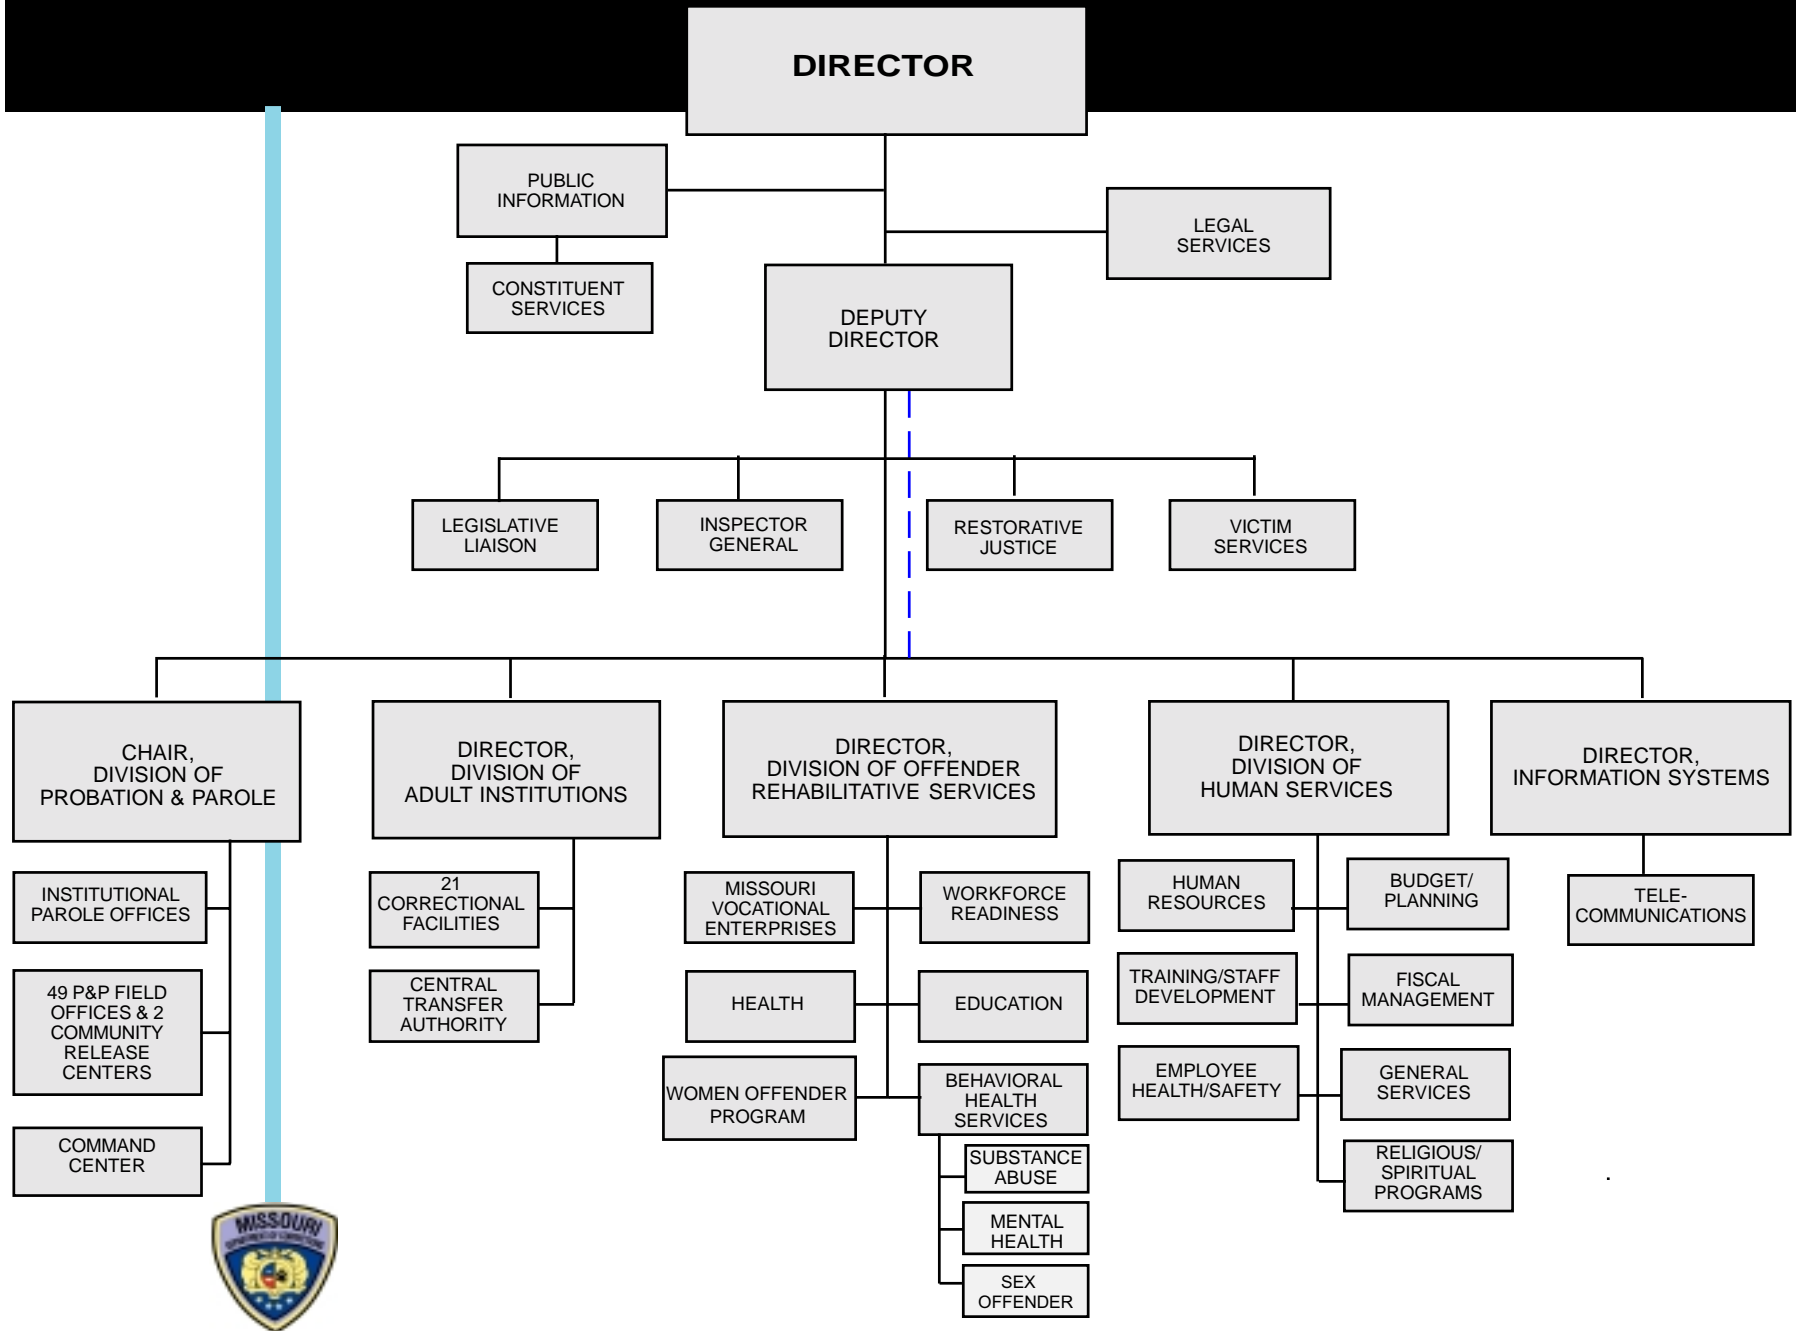 DIRECTOR
PUBLIC
INFORMATION
LEGAL
SERVICES
CONSTITUENT
SERVICES
DEPUTY
DIRECTOR
LEGISLATIVE
LIAISON
INSPECTOR
GENERAL
RESTORATIVE
JUSTICE
VICTIM
SERVICES
CHAIR,
DIVISION OF
PROBATION & PAROLE
DIRECTOR,
DIVISION OF
ADULT INSTITUTIONS
DIRECTOR,
DIVISION OF OFFENDER
REHABILITATIVE SERVICES
DIRECTOR,
DIVISION OF
HUMAN SERVICES
DIRECTOR,
INFORMATION SYSTEMS
INSTITUTIONAL
PAROLE OFFICES
49 P&P FIELD
OFFICES & 2
COMMUNITY
RELEASE
CENTERS
COMMAND
CENTER
21
CORRECTIONAL
FACILITIES
CENTRAL
TRANSFER
AUTHORITY
MISSOURI
VOCATIONAL
ENTERPRISES
WORKFORCE
READINESS
HEALTH
EDUCATION
WOMEN OFFENDER
PROGRAM
BEHAVIORAL
HEALTH
SERVICES
SUBSTANCE
ABUSE
MENTAL
HEALTH
SEX
OFFENDER
HUMAN
RESOURCES
BUDGET/
PLANNING
TRAINING/STAFF
DEVELOPMENT
FISCAL
MANAGEMENT
EMPLOYEE
HEALTH/SAFETY
GENERAL
SERVICES
RELIGIOUS/
SPIRITUAL
PROGRAMS
TELE-
COMMUNICATIONS
.
MISSOURI
DEPARTMENT OF CORRECTIONS